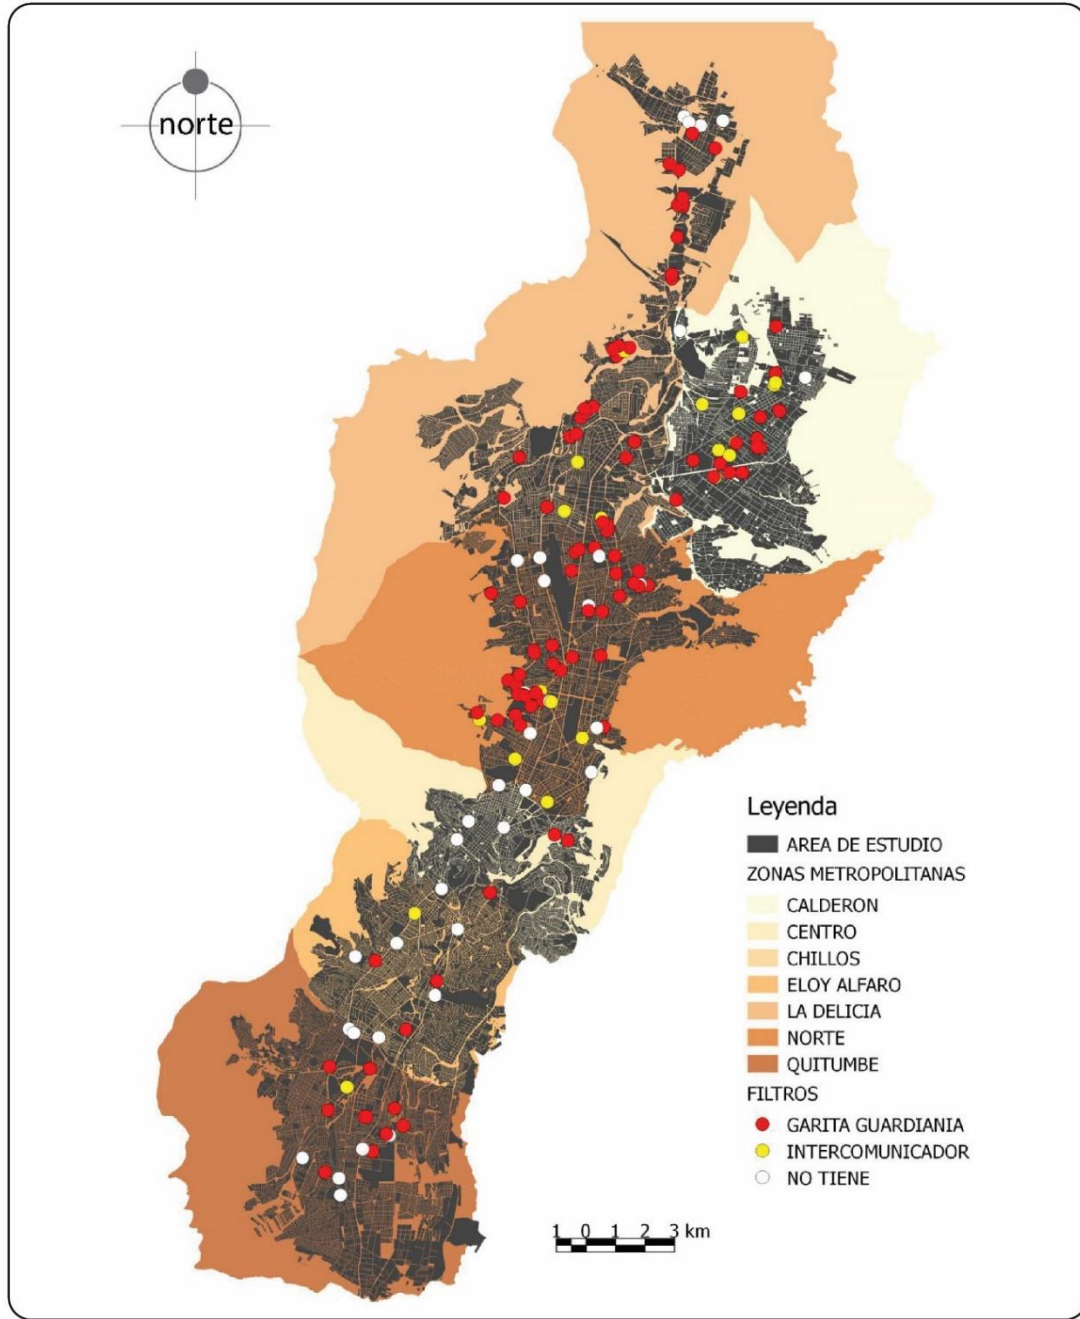 norte
Leyenda
AREA DE ESTUDIO
ZONAS METROPOLITANAS
CALDERON
CENTRO
CHILLOS
ELOY ALFARO
LA DELICIA
NORTE
QUITUMBE
FILTROS
GARITA GUARDIANIA
INTERCOMUNICADOR
NO TIENE
1 0 1 2 3 km